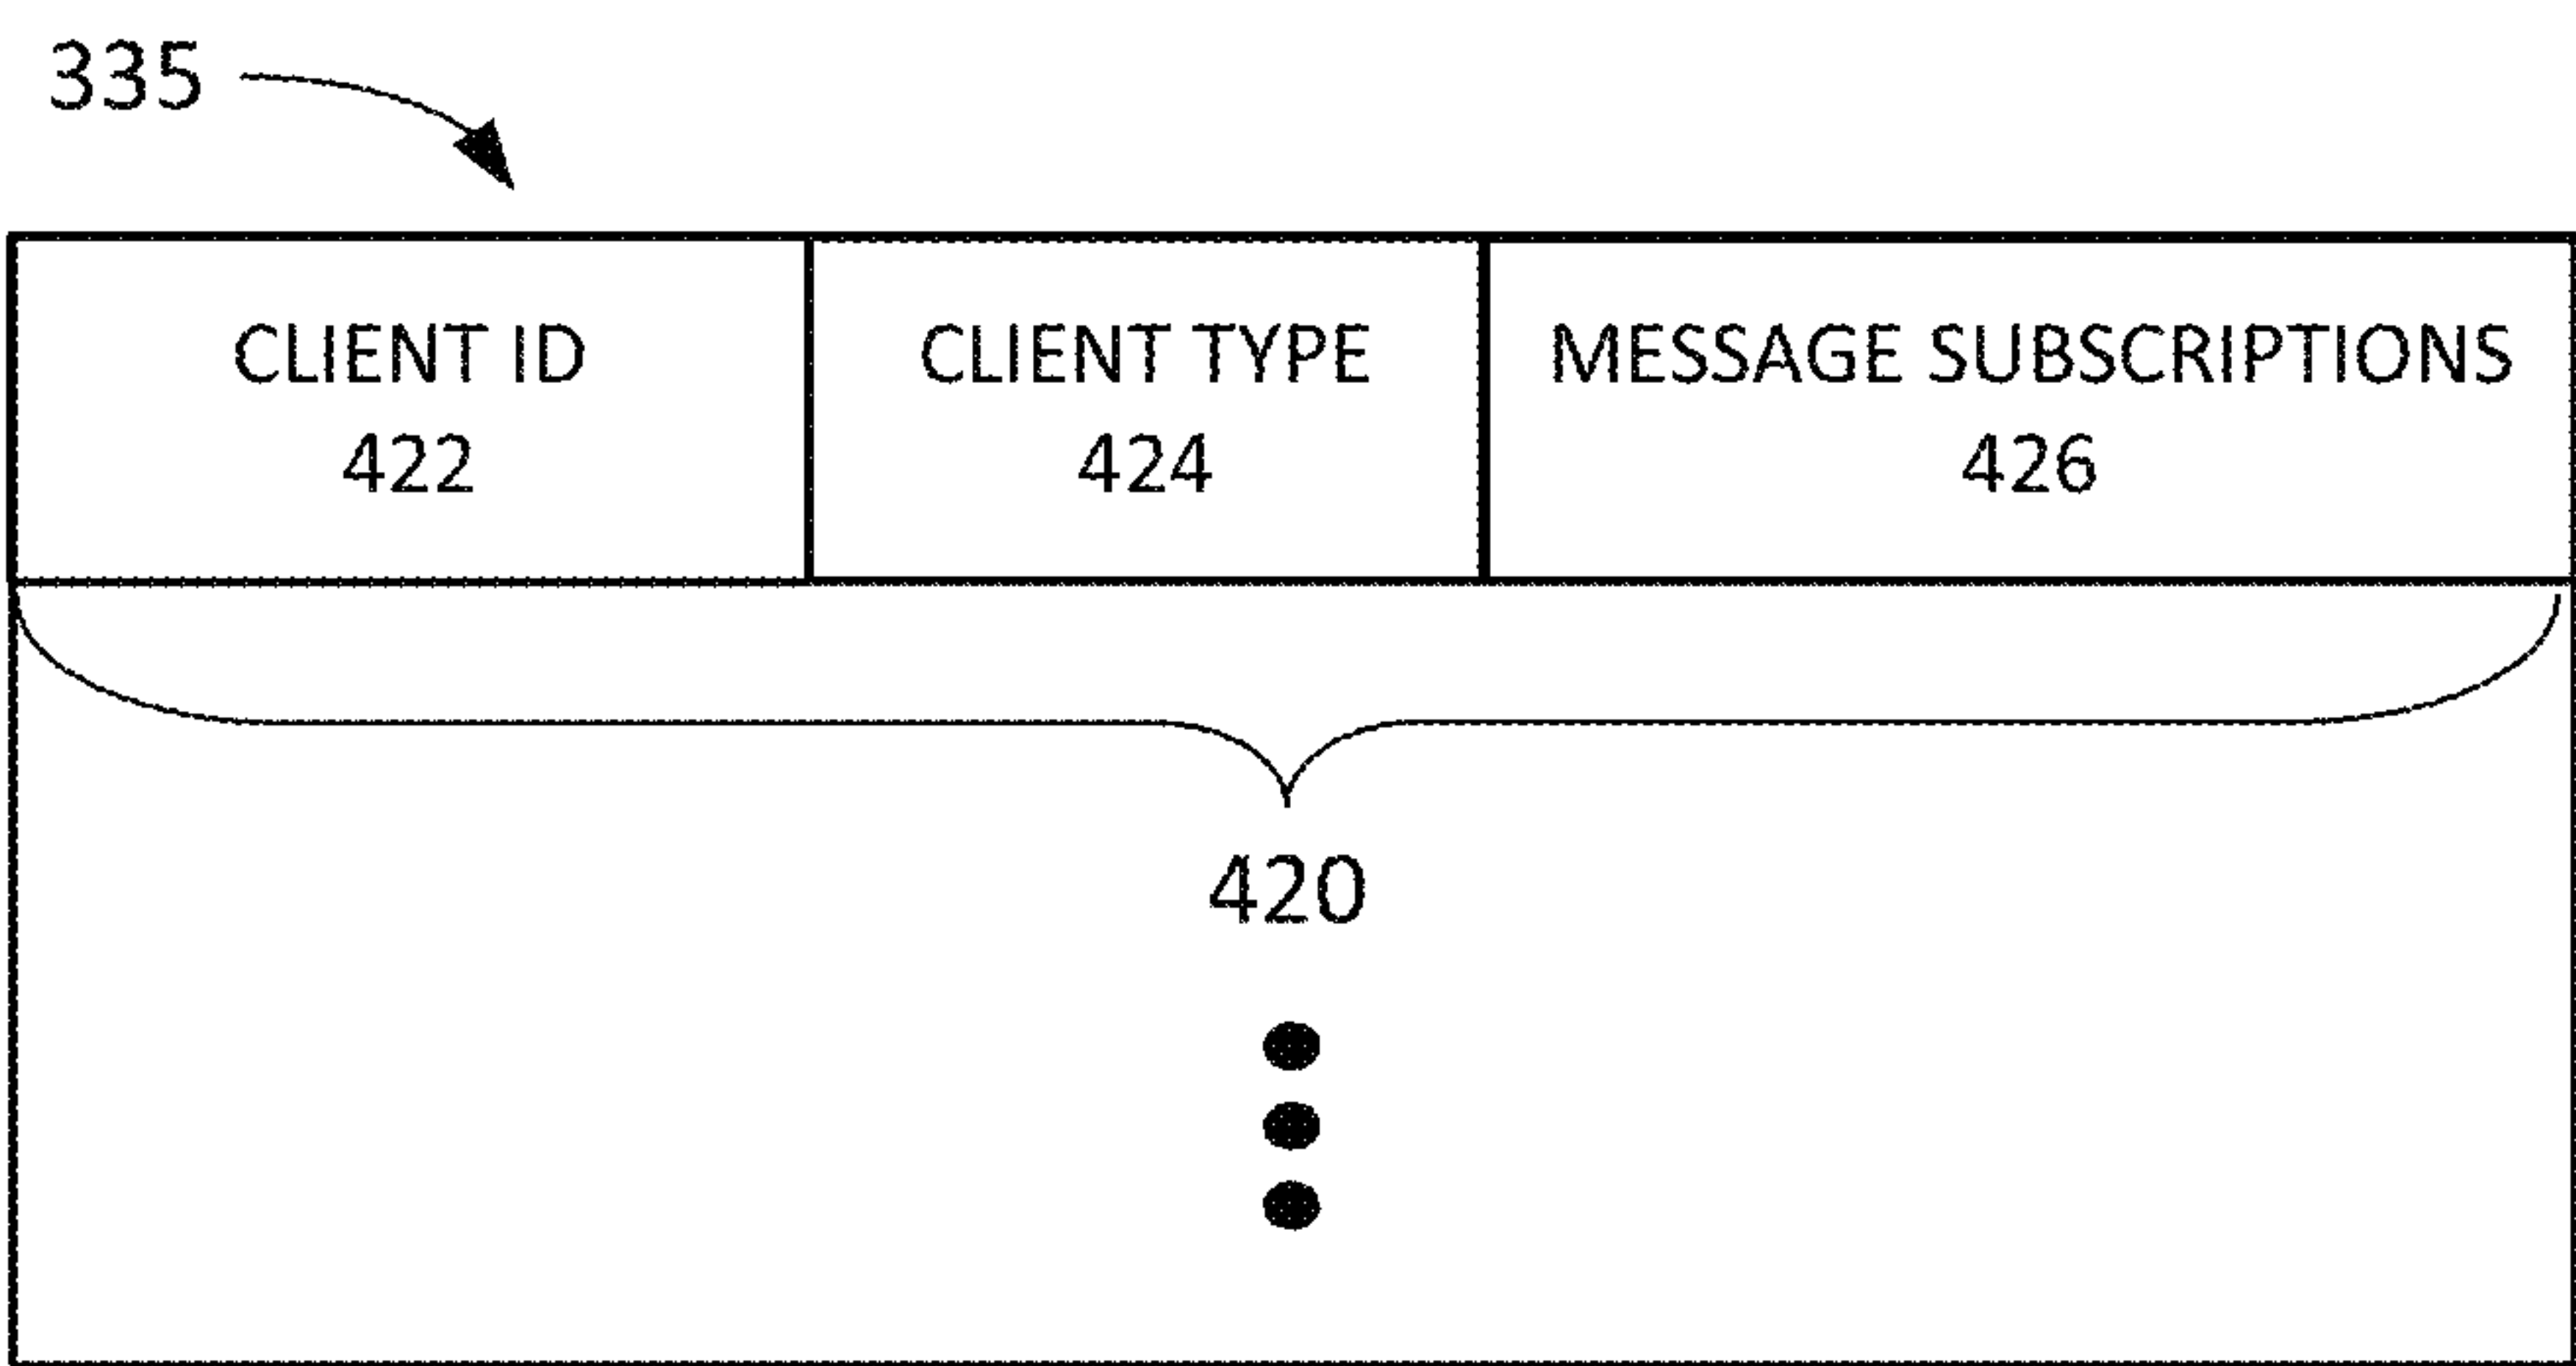 335
CLIENT ID
422
CLIENT TYPE
424
MESSAGE SUBSCRIPTIONS
426
420